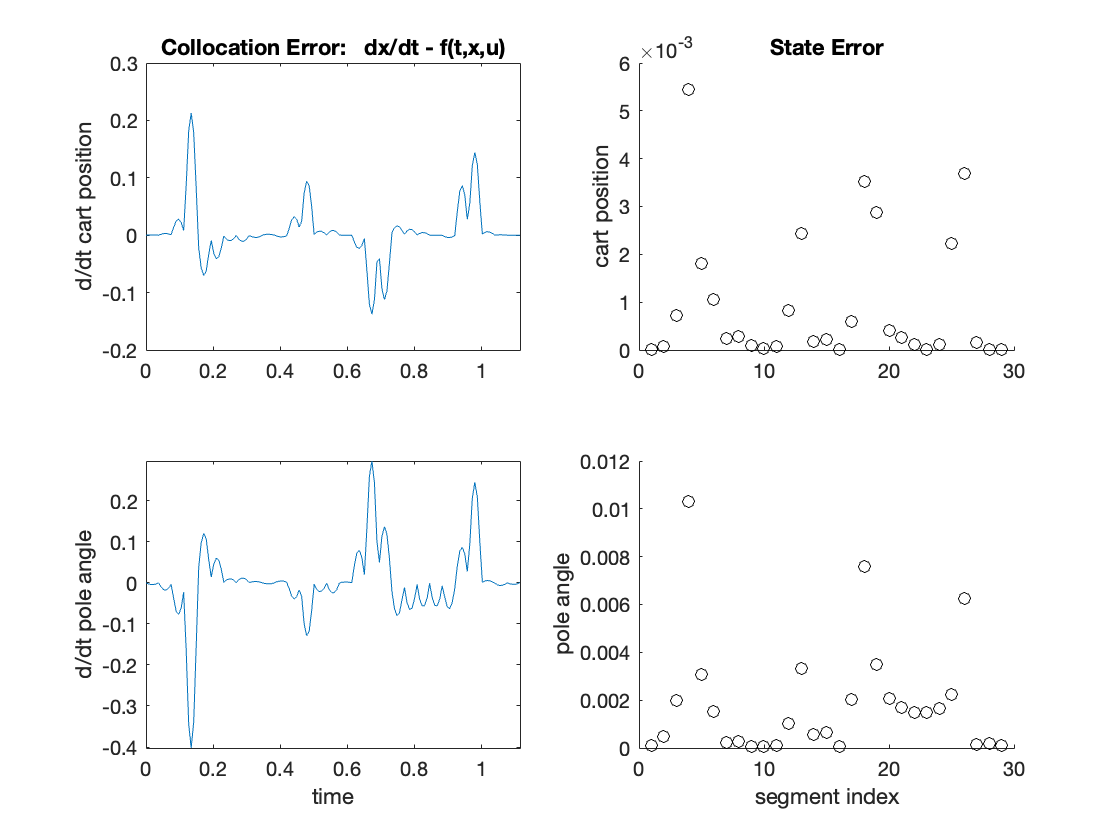 Collocation Error:   dx/dt - f(t,x,u)
0.3
0.2
0.1
0
-0.1
-0.2
d/dt cart position
0 0.2 0.4 0.6 0.8 1
State Error
×10⁻³
6
5
4
3
2
1
0
cart position
0 10 20 30
0.2
0.1
0
-0.1
-0.2
-0.3
-0.4
d/dt pole angle
0 0.2 0.4 0.6 0.8 1
time
0.012
0.01
0.008
0.006
0.004
0.002
0
pole angle
0 10 20 30
segment index